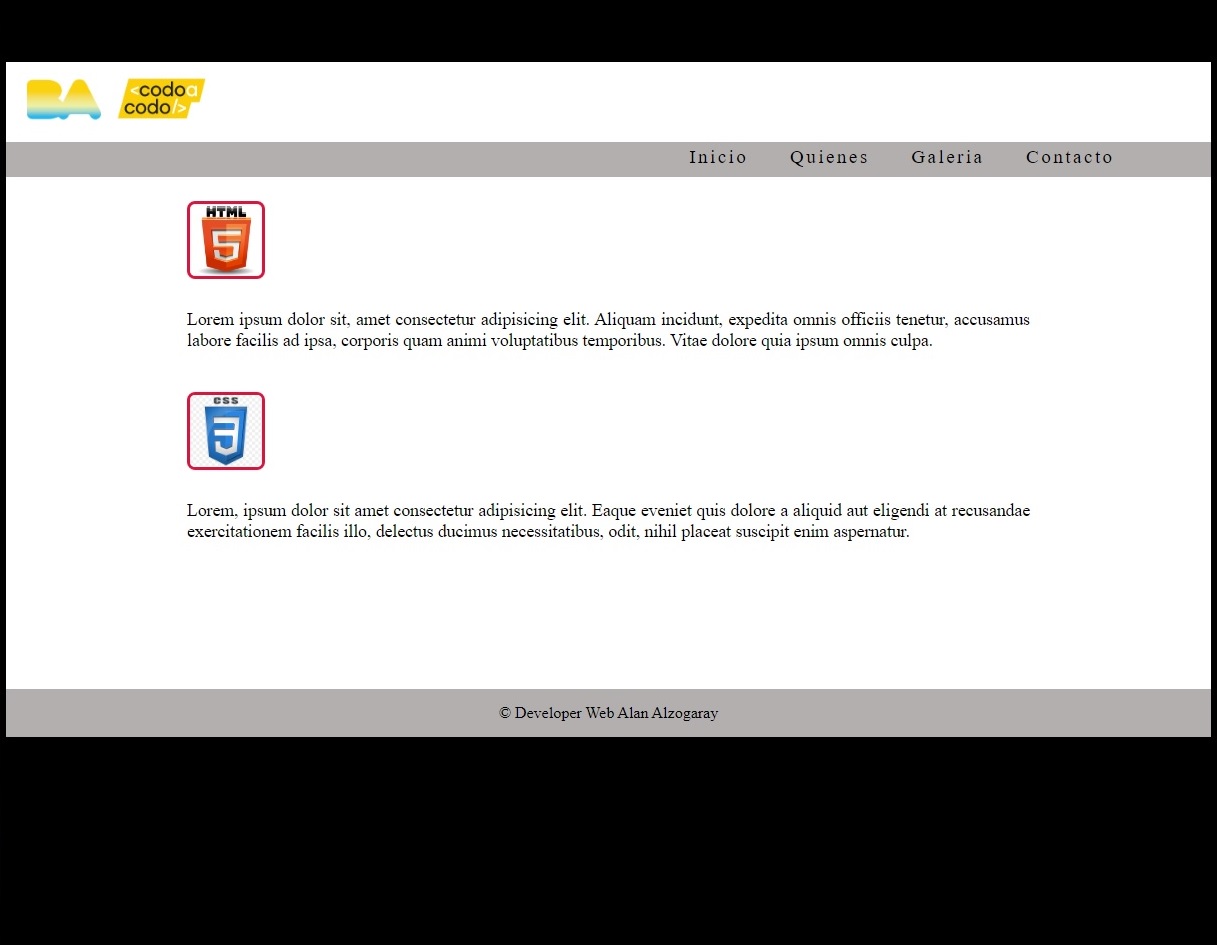 BA <codo a
codo/>
Inicio Quienes Galeria Contacto
HTML
5
Lorem ipsum dolor sit, amet consectetur adipisicing elit. Aliquam incidunt, expedita omnis officiis tenetur, accusamus
labore facilis ad ipsa, corporis quam animi voluptatibus temporibus. Vitae dolore quia ipsum omnis culpa.
CSS
3
Lorem, ipsum dolor sit amet consectetur adipisicing elit. Eaque eveniet quis dolore a aliquid aut eligendi at recusandae
exercitationem facilis illo, delectus ducimus necessitatibus, odit, nihil placeat suscipit enim aspernatur.
© Developer Web Alan Alzogaray